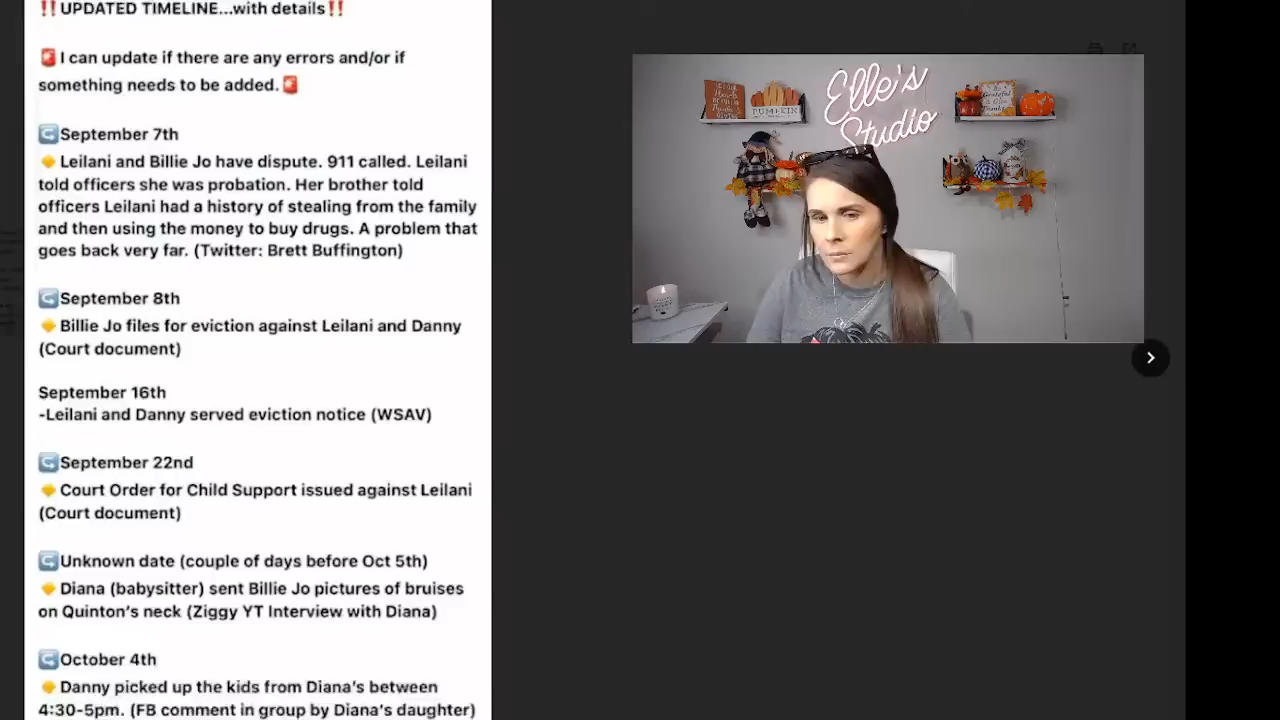 ‼️UPDATED TIMELINE...with details‼️
🚨I can update if there are any errors and/or if
something needs to be added.🚨
↪️September 7th
🔸Leilani and Billie Jo have dispute. 911 called. Leilani
told officers she was probation. Her brother told
officers Leilani had a history of stealing from the family
and then using the money to buy drugs. A problem that
goes back very far. (Twitter: Brett Buffington)
↪️September 8th
🔸Billie Jo files for eviction against Leilani and Danny
(Court document)
September 16th
-Leilani and Danny served eviction notice (WSAV)
↪️September 22nd
🔸Court Order for Child Support issued against Leilani
(Court document)
↪️Unknown date (couple of days before Oct 5th)
🔸Diana (babysitter) sent Billie Jo pictures of bruises
on Quinton's neck (Ziggy YT Interview with Diana)
↪️October 4th
🔸Danny picked up the kids from Diana's between
4:30-5pm. (FB comment in group by Diana's daughter)
Elle's
Studio
PUMPKIN
Grateful